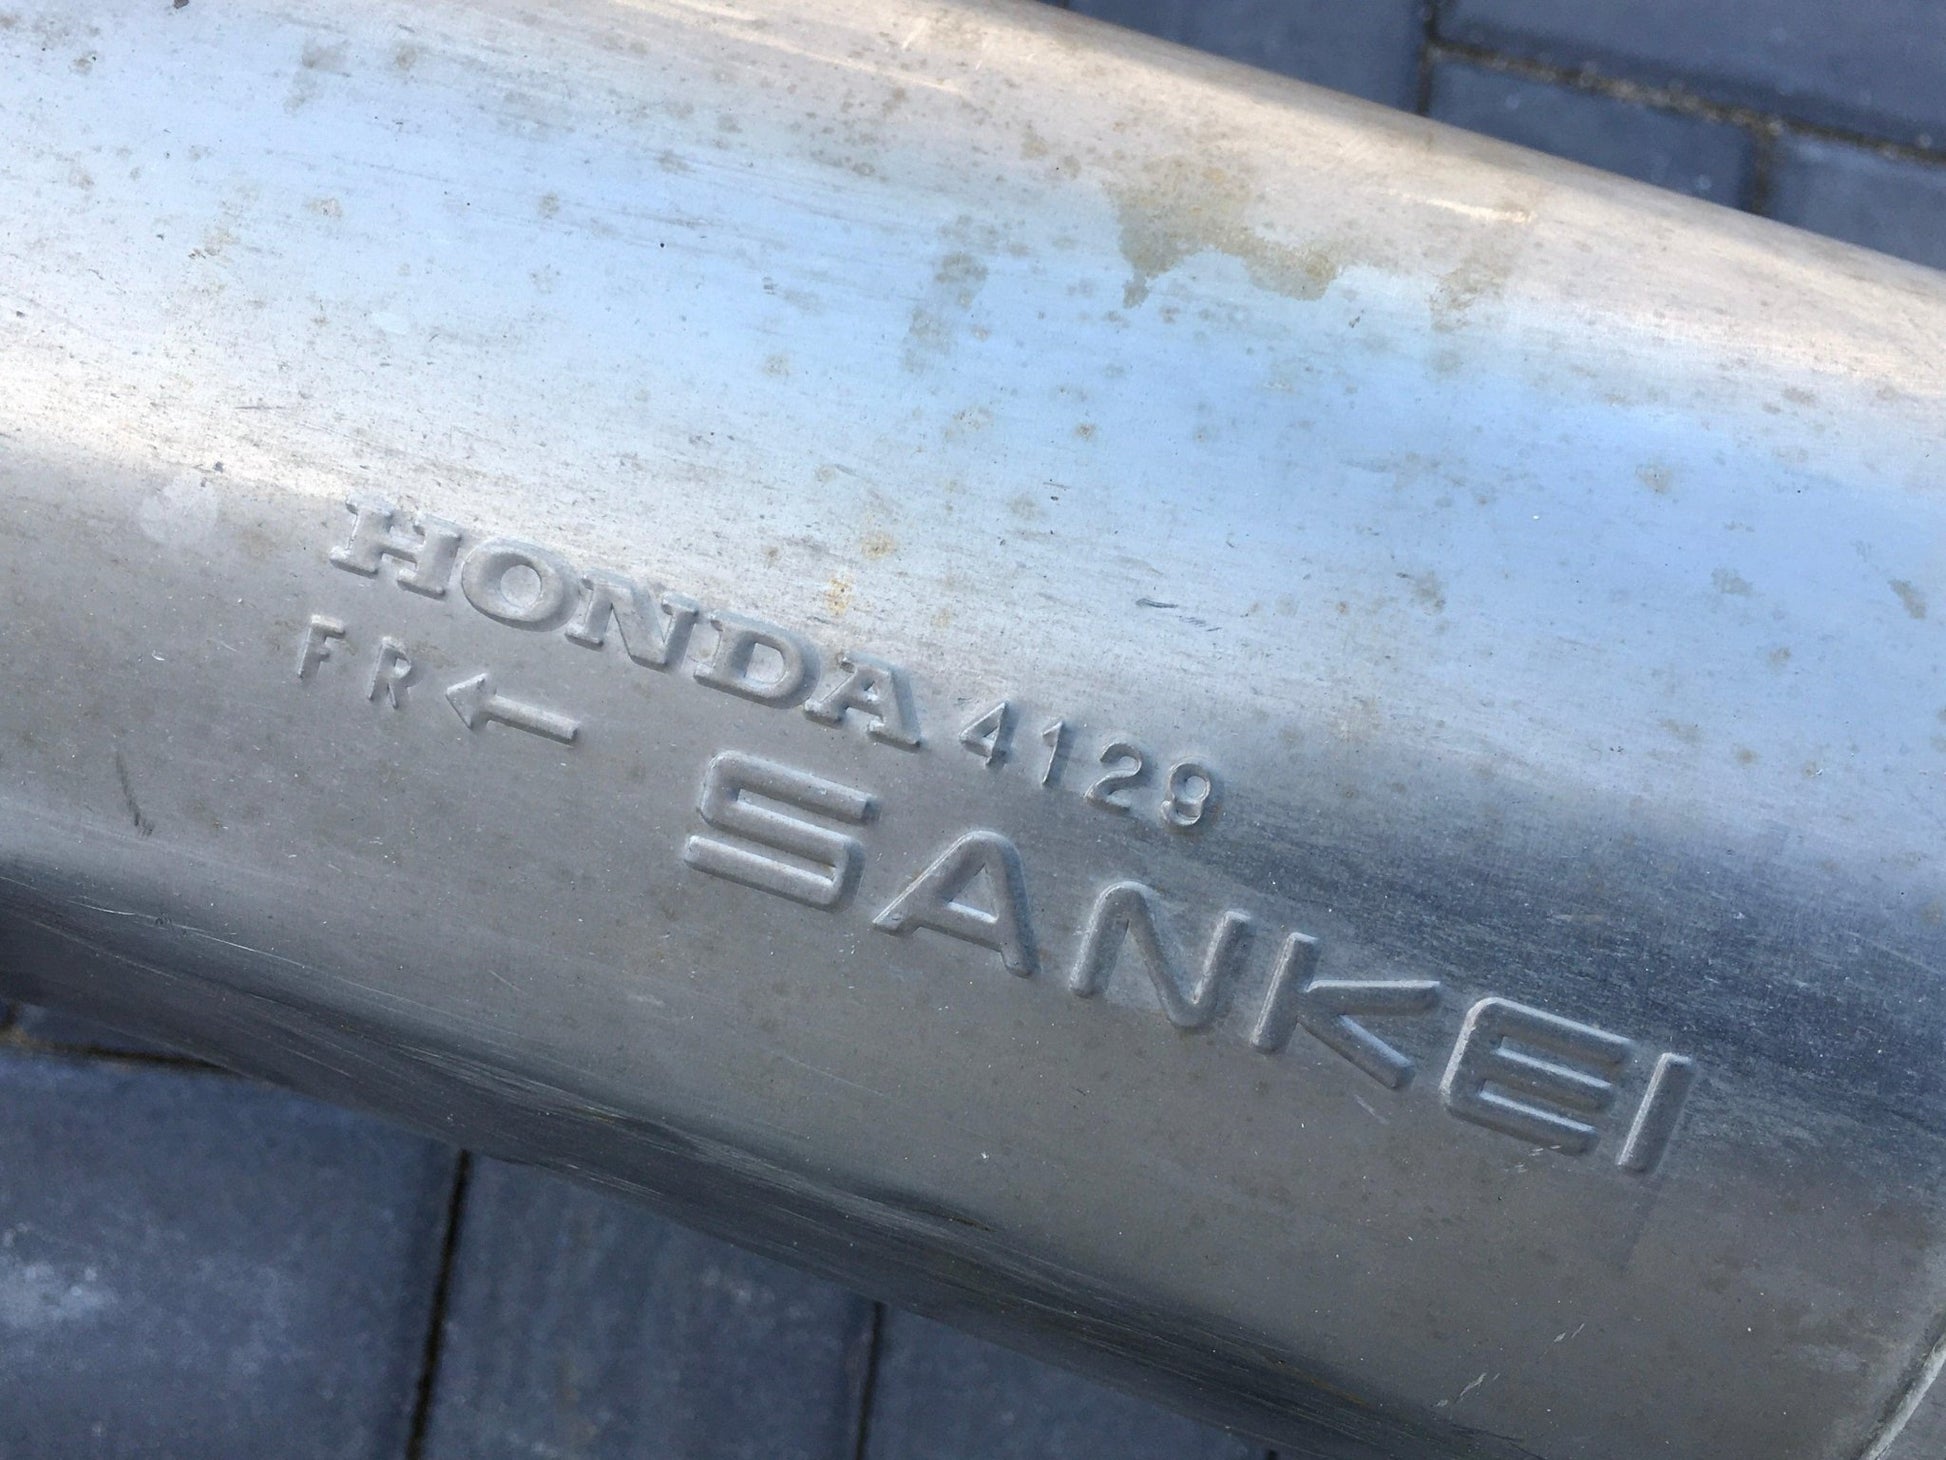 HONDA 4129
FR ←
SANKEI